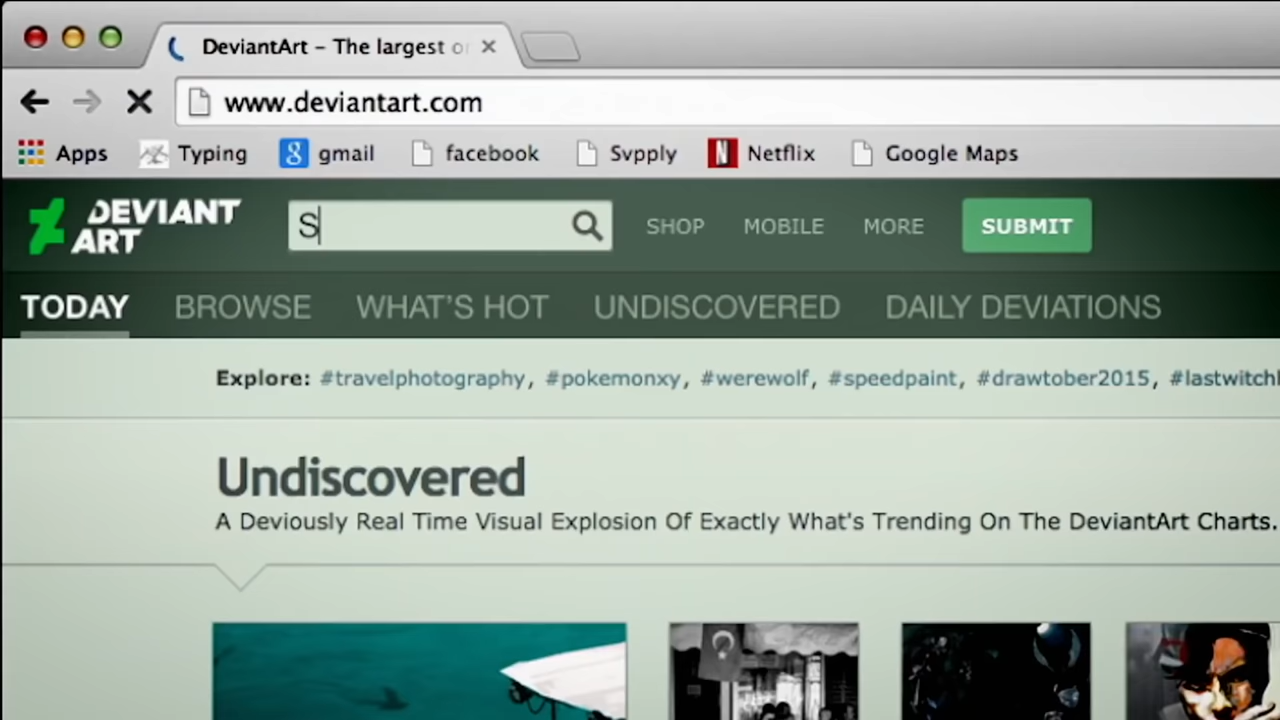 DeviantArt – The largest o
www.deviantart.com
Apps Typing gmail facebook Svpply Netflix Google Maps
DEVIANT
ART
S
SHOP MOBILE MORE SUBMIT
TODAY BROWSE WHAT'S HOT UNDISCOVERED DAILY DEVIATIONS
Explore: #travelphotography, #pokemonxy, #werewolf, #speedpaint, #drawtober2015, #lastwitchh
Undiscovered
A Deviously Real Time Visual Explosion Of Exactly What's Trending On The DeviantArt Charts.